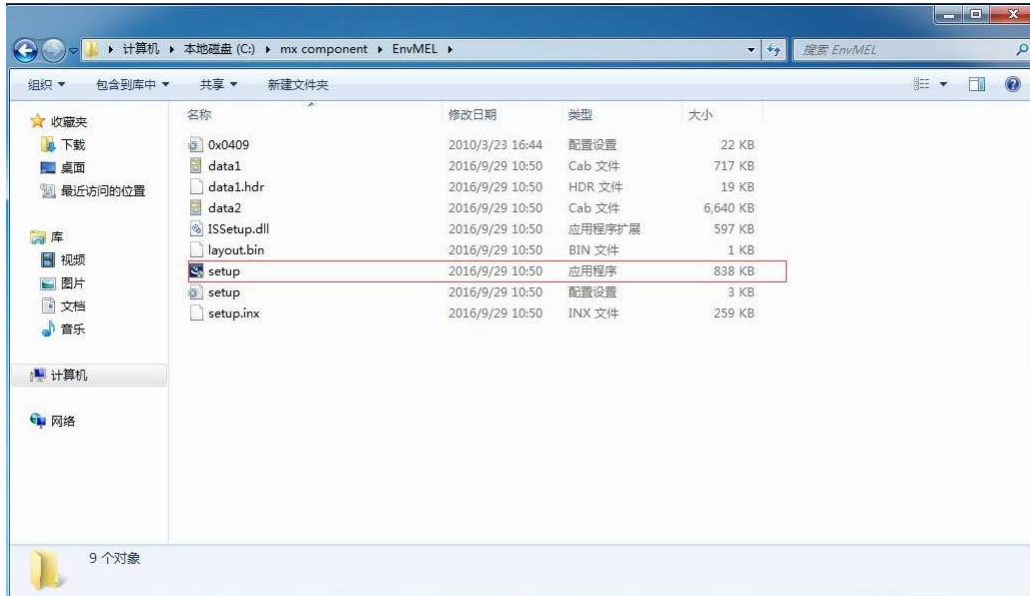 计算机 ▸ 本地磁盘 (C:) ▸ mx component ▸ EnvMEL ▸
搜索 EnvMEL
组织 包含到库中 共享 新建文件夹
名称 修改日期 类型 大小
收藏夹
下载
桌面
最近访问的位置
库
视频
图片
文档
音乐
计算机
网络
0x0409 2010/3/23 16:44 配置设置 22 KB
data1 2016/9/29 10:50 Cab 文件 717 KB
data1.hdr 2016/9/29 10:50 HDR 文件 19 KB
data2 2016/9/29 10:50 Cab 文件 6,640 KB
ISSetup.dll 2016/9/29 10:50 应用程序扩展 597 KB
layout.bin 2016/9/29 10:50 BIN 文件 1 KB
setup 2016/9/29 10:50 应用程序 838 KB
setup 2016/9/29 10:50 配置设置 3 KB
setup.inx 2016/9/29 10:50 INX 文件 259 KB
9 个对象